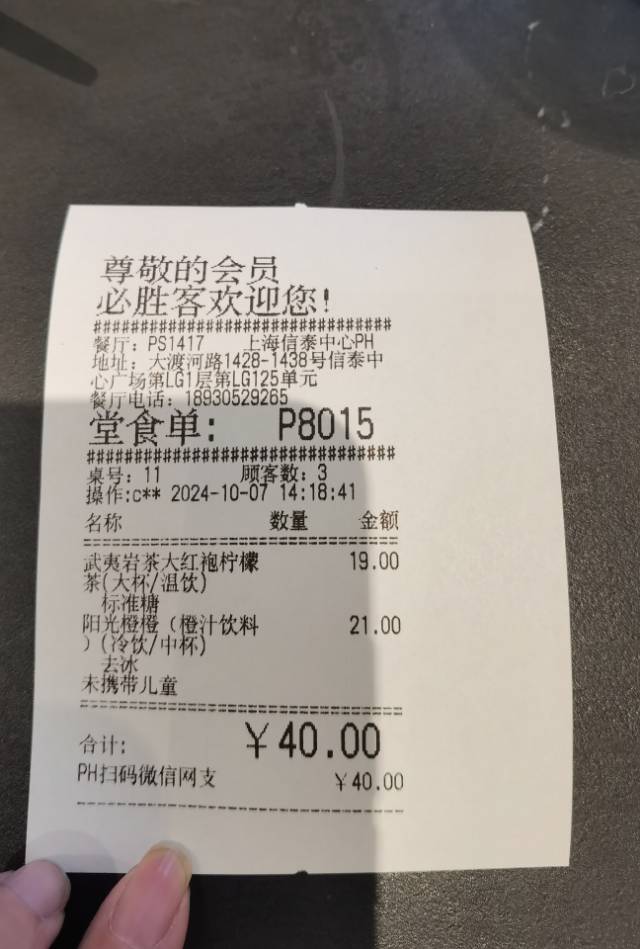 尊敬的会员
必胜客欢迎您!
################################
餐厅: PS1417 上海信泰中心PH
地址: 大渡河路1428-1438号信泰中
心广场第LG1层第LG125单元
餐厅电话: 18930529265
堂食单: P8015
################################
桌号: 11 顾客数: 3
操作:c** 2024-10-07 14:18:41
名称 数量 金额
================================
武夷岩茶大红袍柠檬 19.00
茶(大杯/温饮)
标准糖
阳光橙橙（橙汁饮料 21.00
）(冷饮/中杯)
去冰
未携带儿童
================================
合计: ￥40.00
PH扫码微信网支 ￥40.00
--------------------------------